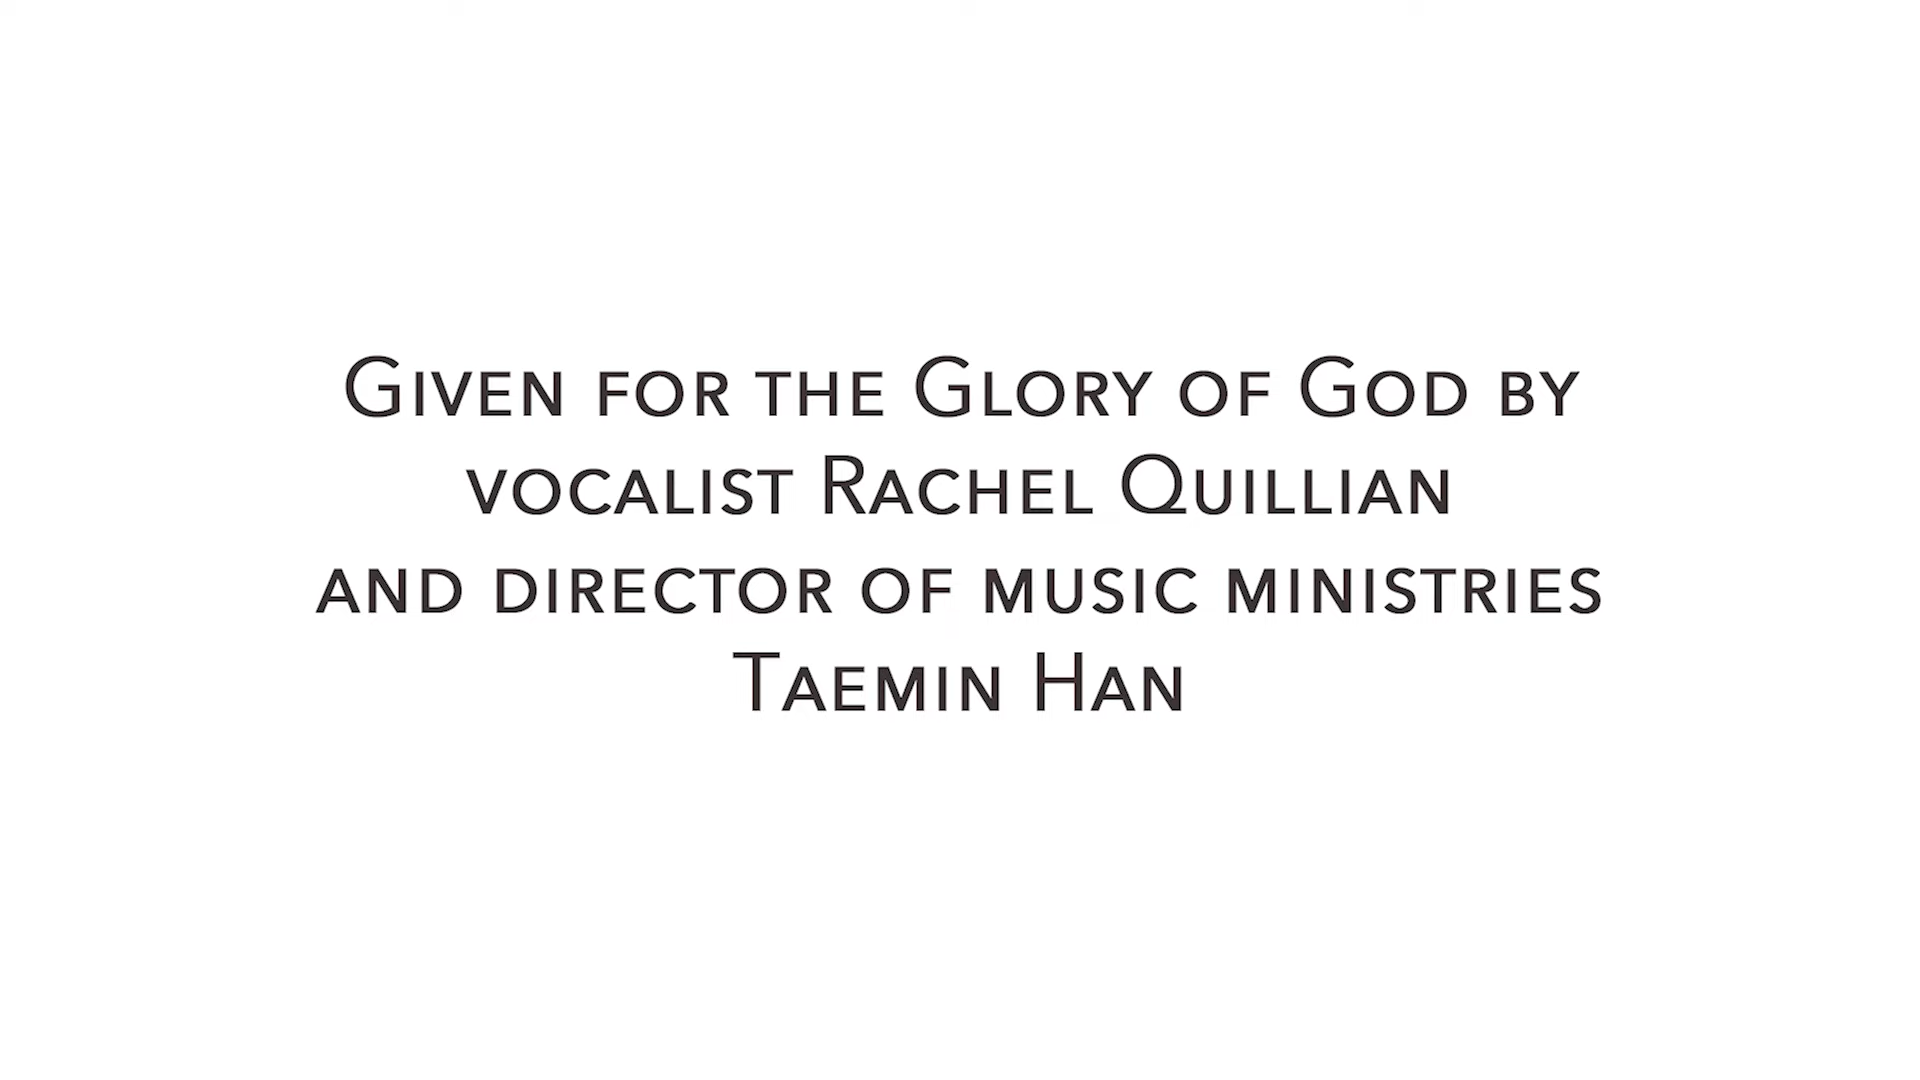 Given for the Glory of God by
vocalist Rachel Quillian
and director of music ministries
Taemin Han